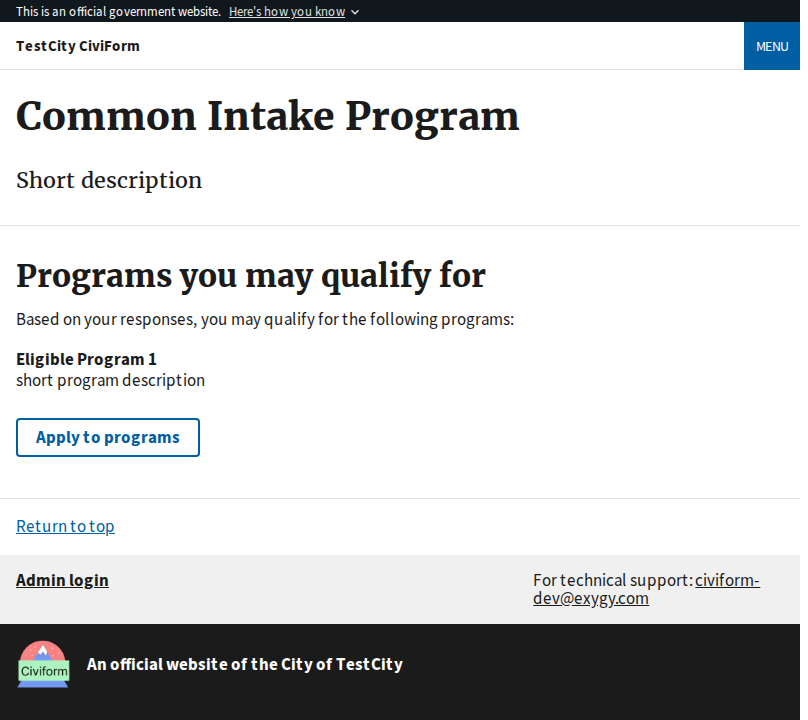 This is an official government website. Here's how you know
TestCity CiviForm
MENU
Common Intake Program
Short description
Programs you may qualify for
Based on your responses, you may qualify for the following programs:
Eligible Program 1
short program description
Apply to programs
Return to top
Admin login
For technical support: civiform-
dev@exygy.com
Civiform
An official website of the City of TestCity